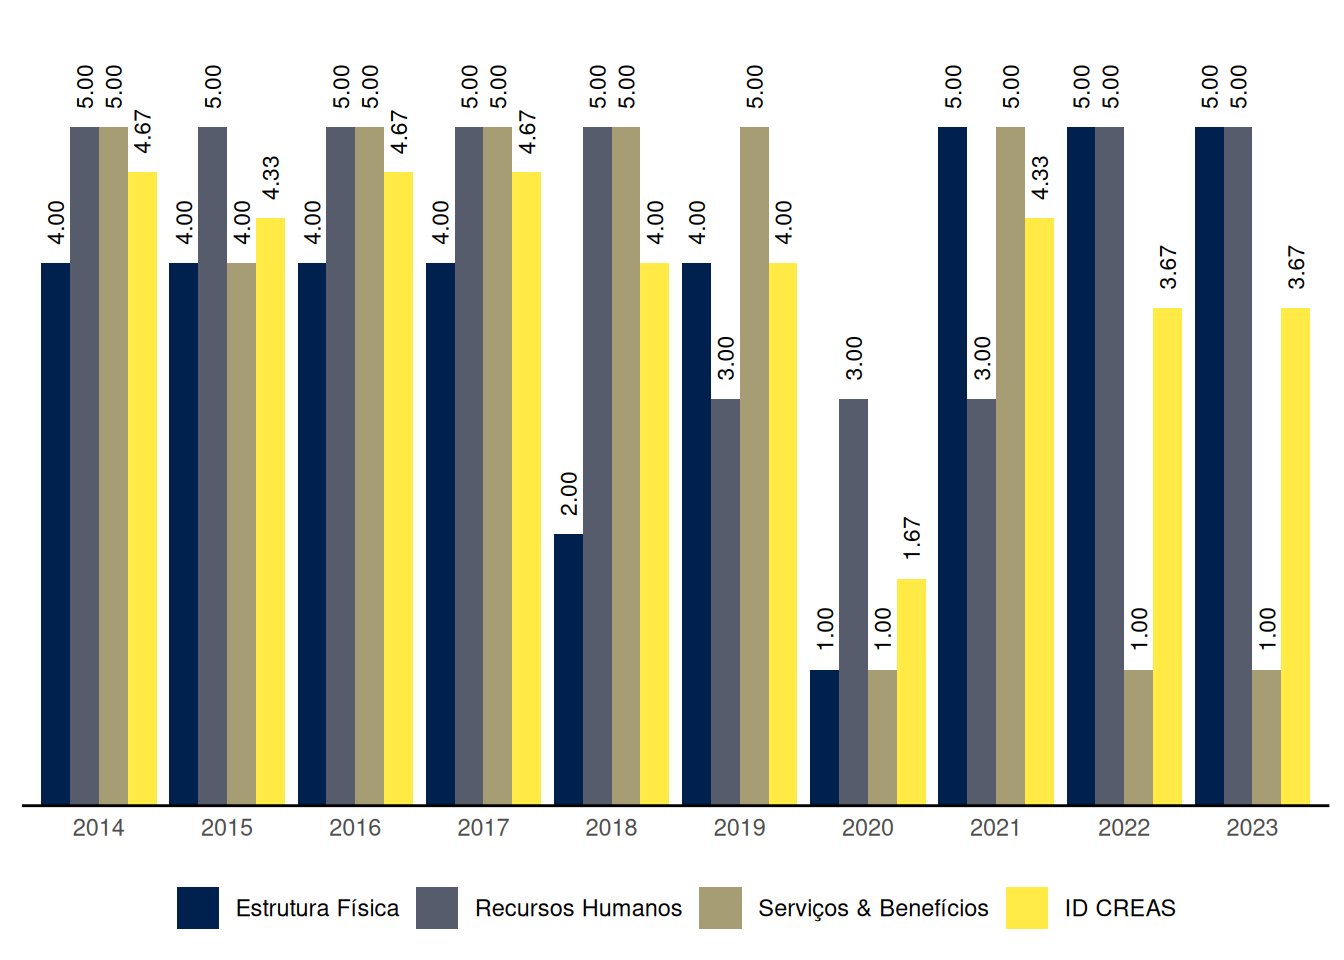 4.00 5.00 5.00 4.67 4.00 5.00 4.00 4.33 4.00 5.00 5.00 4.67 4.00 5.00 5.00 4.67 2.00 5.00 5.00 4.00 4.00 3.00 5.00 4.00 1.00 3.00 1.00 1.67 5.00 3.00 5.00 4.33 5.00 5.00 1.00 3.67 5.00 5.00 1.00 3.67
2014 2015 2016 2017 2018 2019 2020 2021 2022 2023
Estrutura Física Recursos Humanos Serviços & Benefícios ID CREAS